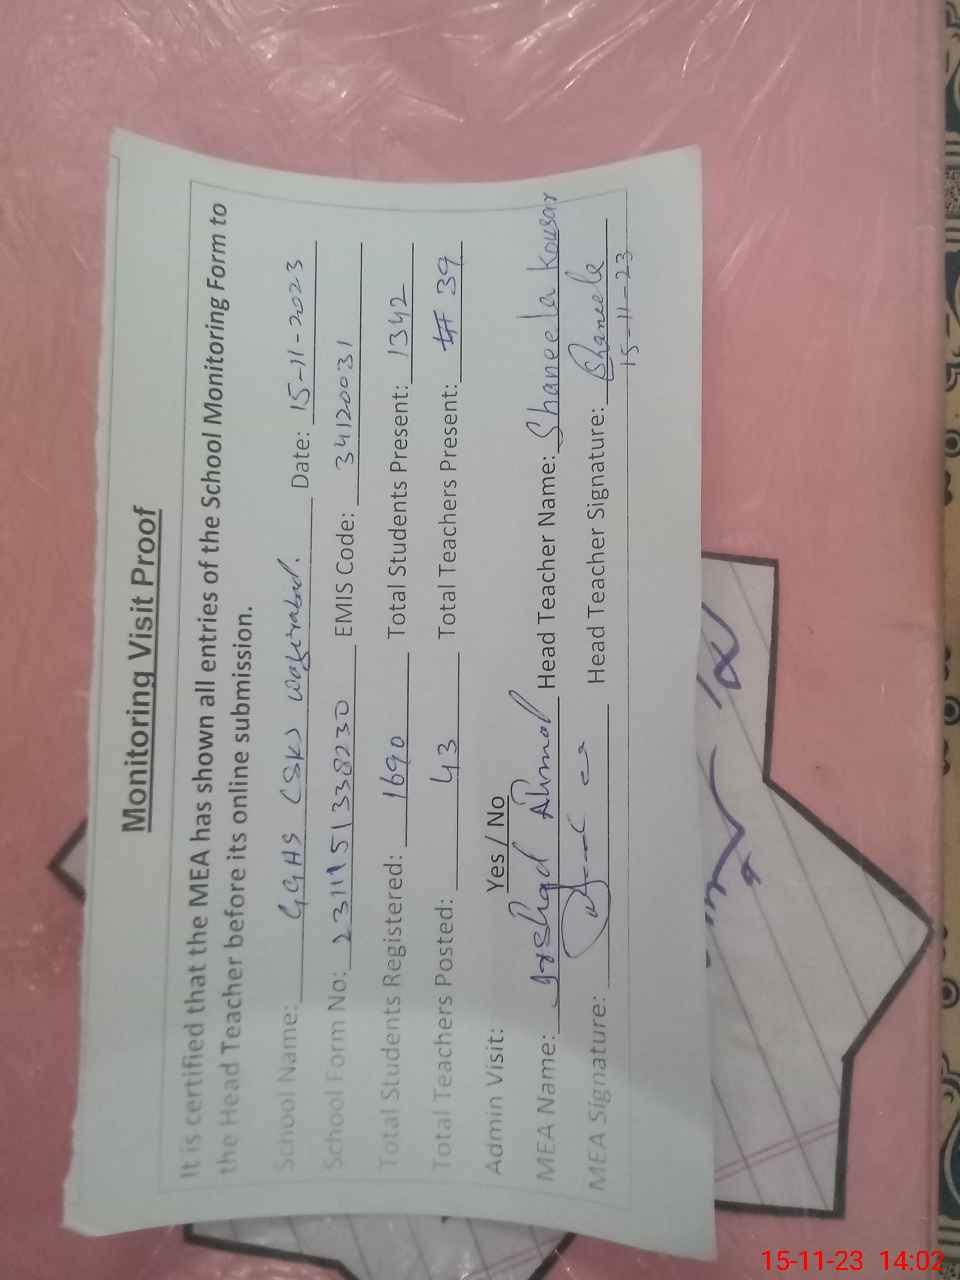 Monitoring Visit Proof
It is certified that the MEA has shown all entries of the School Monitoring Form to
the Head Teacher before its online submission.
School Name: GGHS (SK) wazirabad. Date: 15-11-2023
School Form No: 2311151338230 EMIS Code: 34120031
Total Students Registered: 1690 Total Students Present: 1342
Total Teachers Posted: 43 Total Teachers Present: 39
Admin Visit: Yes / No
MEA Name: Irshad Ahmad Head Teacher Name: Shaneela Kousar
MEA Signature: Head Teacher Signature: Shaneela
15-11-23
15-11-23 14:02